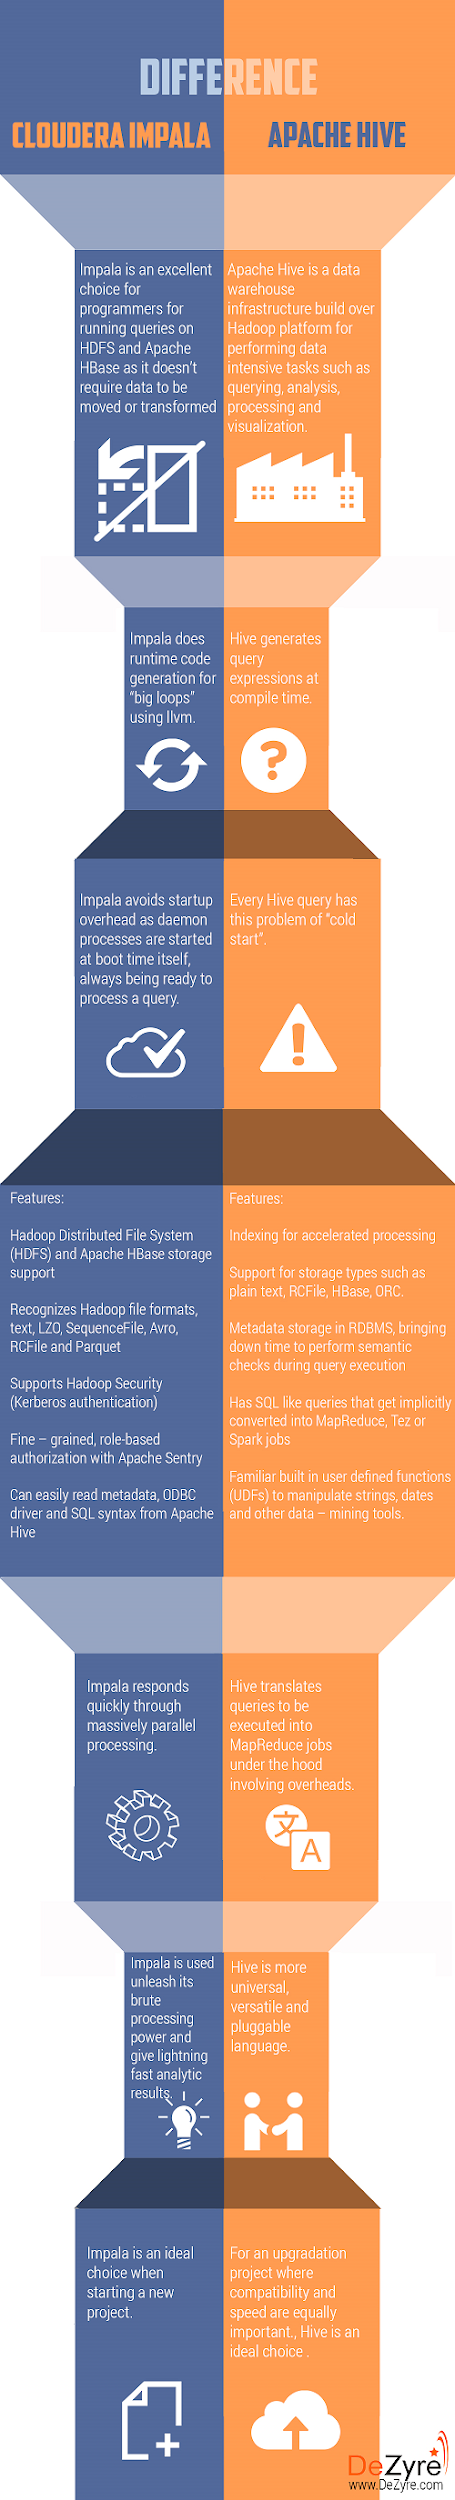 DIFFERENCE
CLOUDERA IMPALA
APACHE HIVE
Impala is an excellent
choice for
programmers for
running queries on
HDFS and Apache
HBase as it doesn't
require data to be
moved or transformed
Apache Hive is a data
warehouse
infrastructure build over
Hadoop platform for
performing data
intensive tasks such as
querying, analysis,
processing and
visualization.
Impala does
runtime code
generation for
“big loops”
using llvm.
Hive generates
query
expressions at
compile time.
?
Impala avoids startup
overhead as daemon
processes are started
at boot time itself,
always being ready to
process a query.
Every Hive query has
this problem of “cold
start”.
!
Features:
Hadoop Distributed File System
(HDFS) and Apache HBase storage
support
Recognizes Hadoop file formats,
text, LZO, SequenceFile, Avro,
RCFile and Parquet
Supports Hadoop Security
(Kerberos authentication)
Fine – grained, role-based
authorization with Apache Sentry
Can easily read metadata, ODBC
driver and SQL syntax from Apache
Hive
Features:
Indexing for accelerated processing
Support for storage types such as
plain text, RCFile, HBase, ORC.
Metadata storage in RDBMS, bringing
down time to perform semantic
checks during query execution
Has SQL like queries that get implicitly
converted into MapReduce, Tez or
Spark jobs
Familiar built in user defined functions
(UDFs) to manipulate strings, dates
and other data – mining tools.
Impala responds
quickly through
massively parallel
processing.
Hive translates
queries to be
executed into
MapReduce jobs
under the hood
involving overheads.
文
A
Impala is used
unleash its
brute
processing
power and
give lightning
fast analytic
results.
Hive is more
universal,
versatile and
pluggable
language.
Impala is an ideal
choice when
starting a new
project.
For an upgradation
project where
compatibility and
speed are equally
important., Hive is an
ideal choice .
DeZyre
www.DeZyre.com